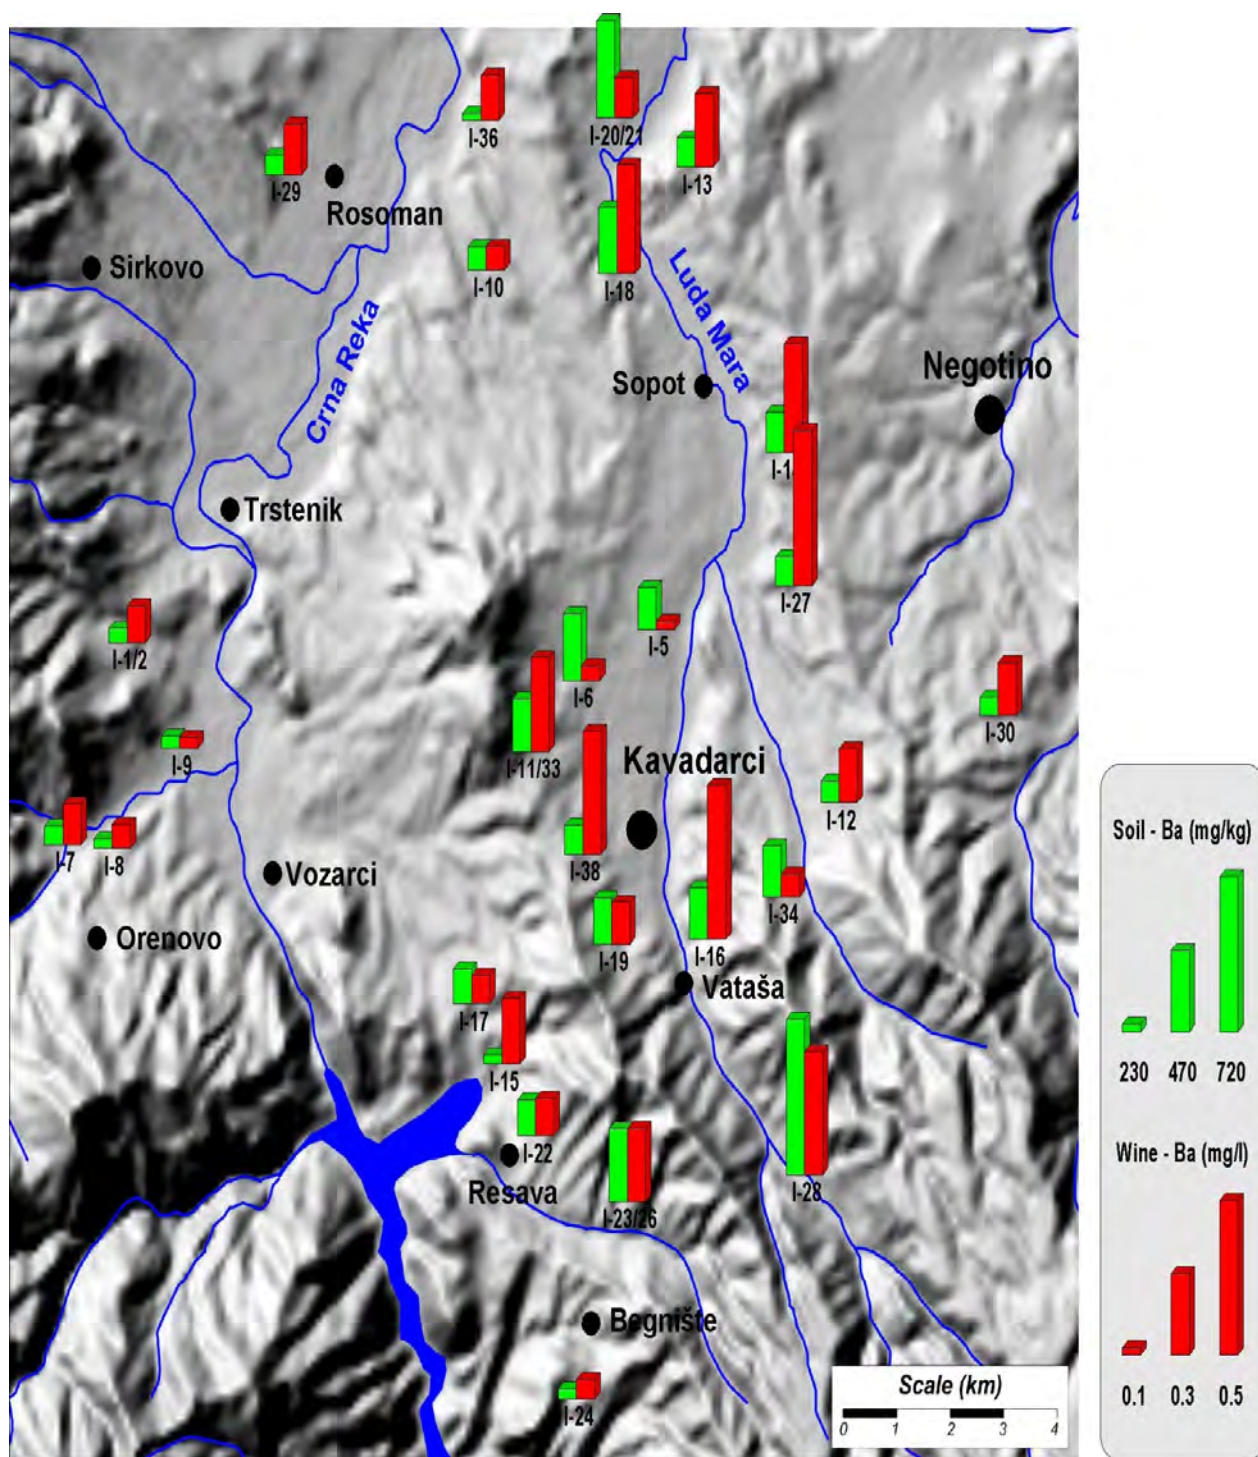 I-36
I-20/21
I-13
I-29
Rosoman
Sirkovo
I-10
I-18
Luda Mara
Crna Reka
Negotino
Sopot
Trstenik
I-27
I-5
I-1/2
I-6
I-30
I-9
I-11/33
Kavadarci
I-12
I-7
I-8
I-38
Vozarci
I-34
Orenovo
I-19
I-16
Vataša
I-17
I-15
I-22
Resava
I-28
I-23/26
Begnište
I-24
Scale (km)
0 1 2 3 4
Soil - Ba (mg/kg)
230 470 720
Wine - Ba (mg/l)
0.1 0.3 0.5